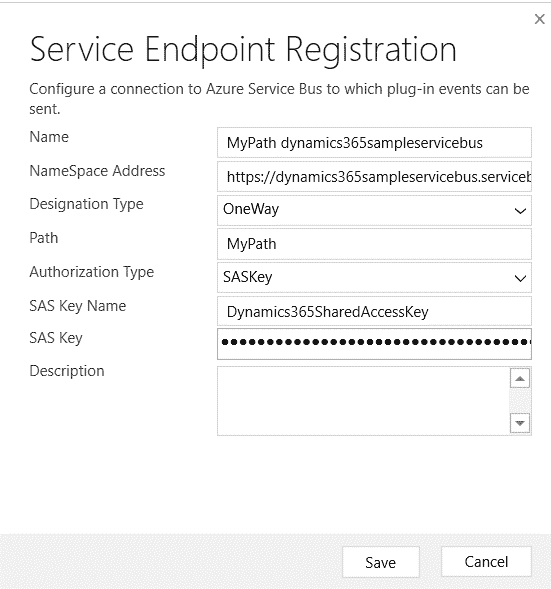 Service Endpoint Registration
Configure a connection to Azure Service Bus to which plug-in events can be
sent.
Name MyPath dynamics365sampleservicebus
NameSpace Address https://dynamics365sampleservicebus.serviceb
Designation Type OneWay
Path MyPath
Authorization Type SASKey
SAS Key Name Dynamics365SharedAccessKey
SAS Key
Description
Save Cancel